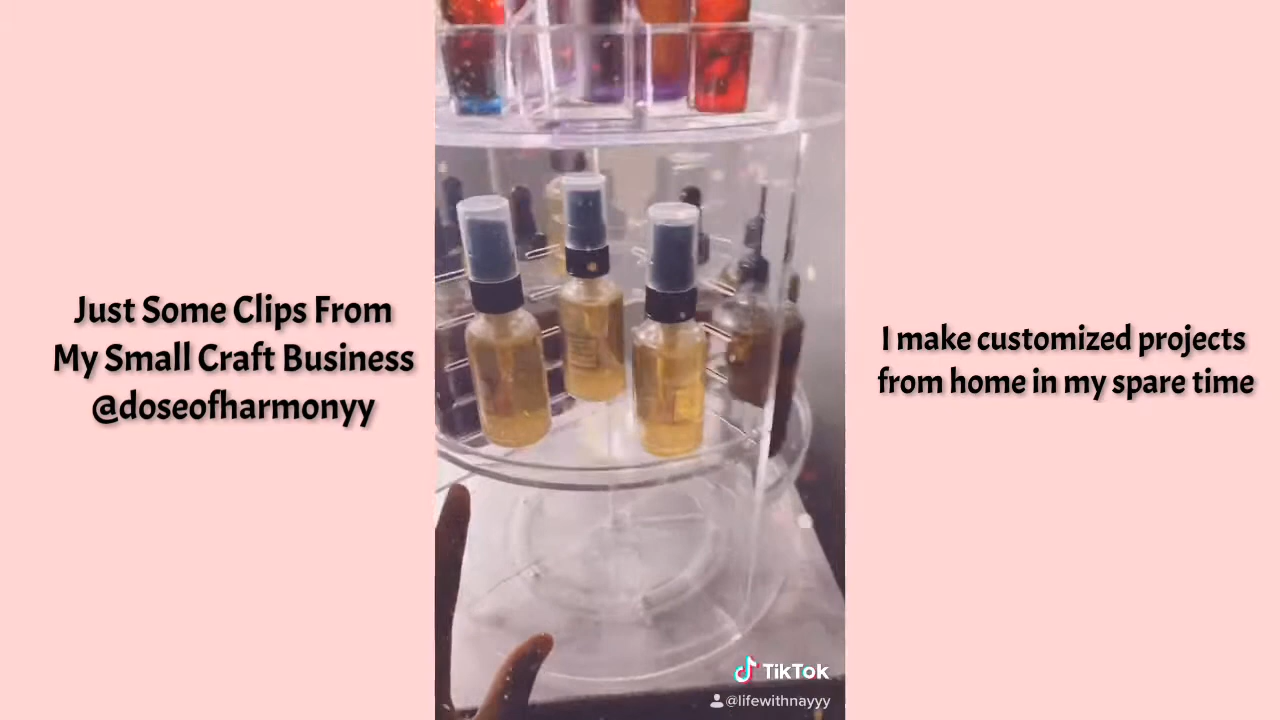 Just Some Clips From
My Small Craft Business
@doseofharmonyy
I make customized projects
from home in my spare time
TikTok
@lifewithnayyy